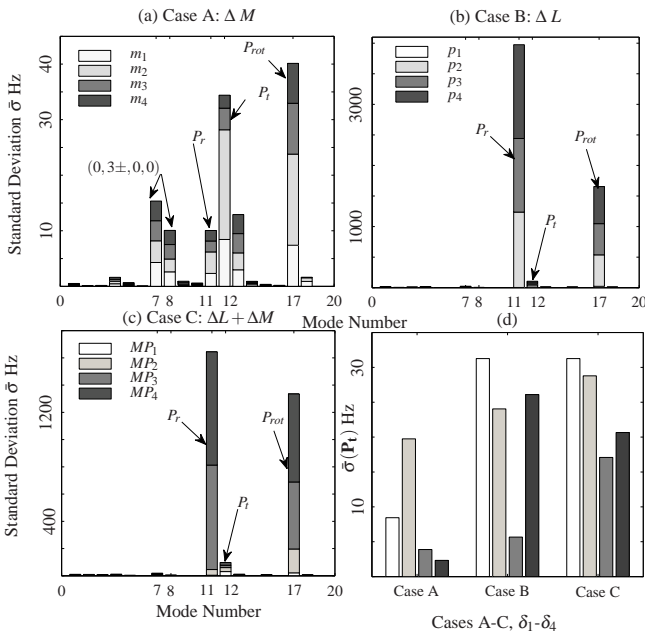 (a) Case A: Δ M
Standard Deviation σ̄ Hz
40
30
10
m1
m2
m3
m4
(0,3±,0,0)
Pr
Pt
Prot
0
7 8
11 12
17
20
(b) Case B: Δ L
3000
1000
p1
p2
p3
p4
Pr
Pt
Prot
0
7 8
11 12
17
20
Mode Number
(c) Case C: ΔL + ΔM
Standard Deviation σ̄ Hz
1200
400
MP1
MP2
MP3
MP4
Pr
Pt
Prot
0
7 8
11 12
17
20
Mode Number
(d)
σ̄(Pt) Hz
30
10
Case A
Case B
Case C
Cases A-C, δ1-δ4